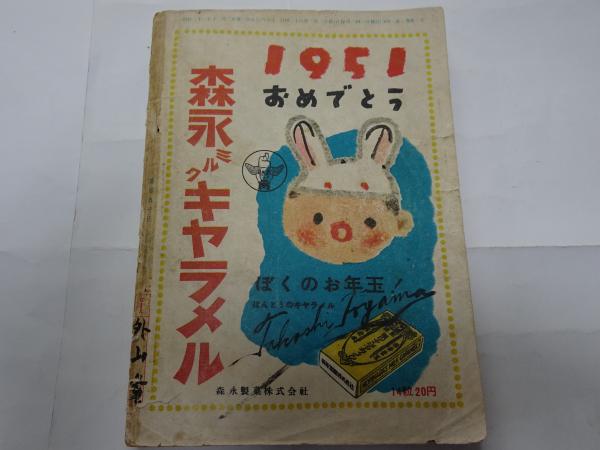 1951
おめでとう
森永ミルクキャラメル
ぼくのお年玉
ほんとうのキャラメル
Takashi Toyama
14粒20円
森永製菓株式会社
外山